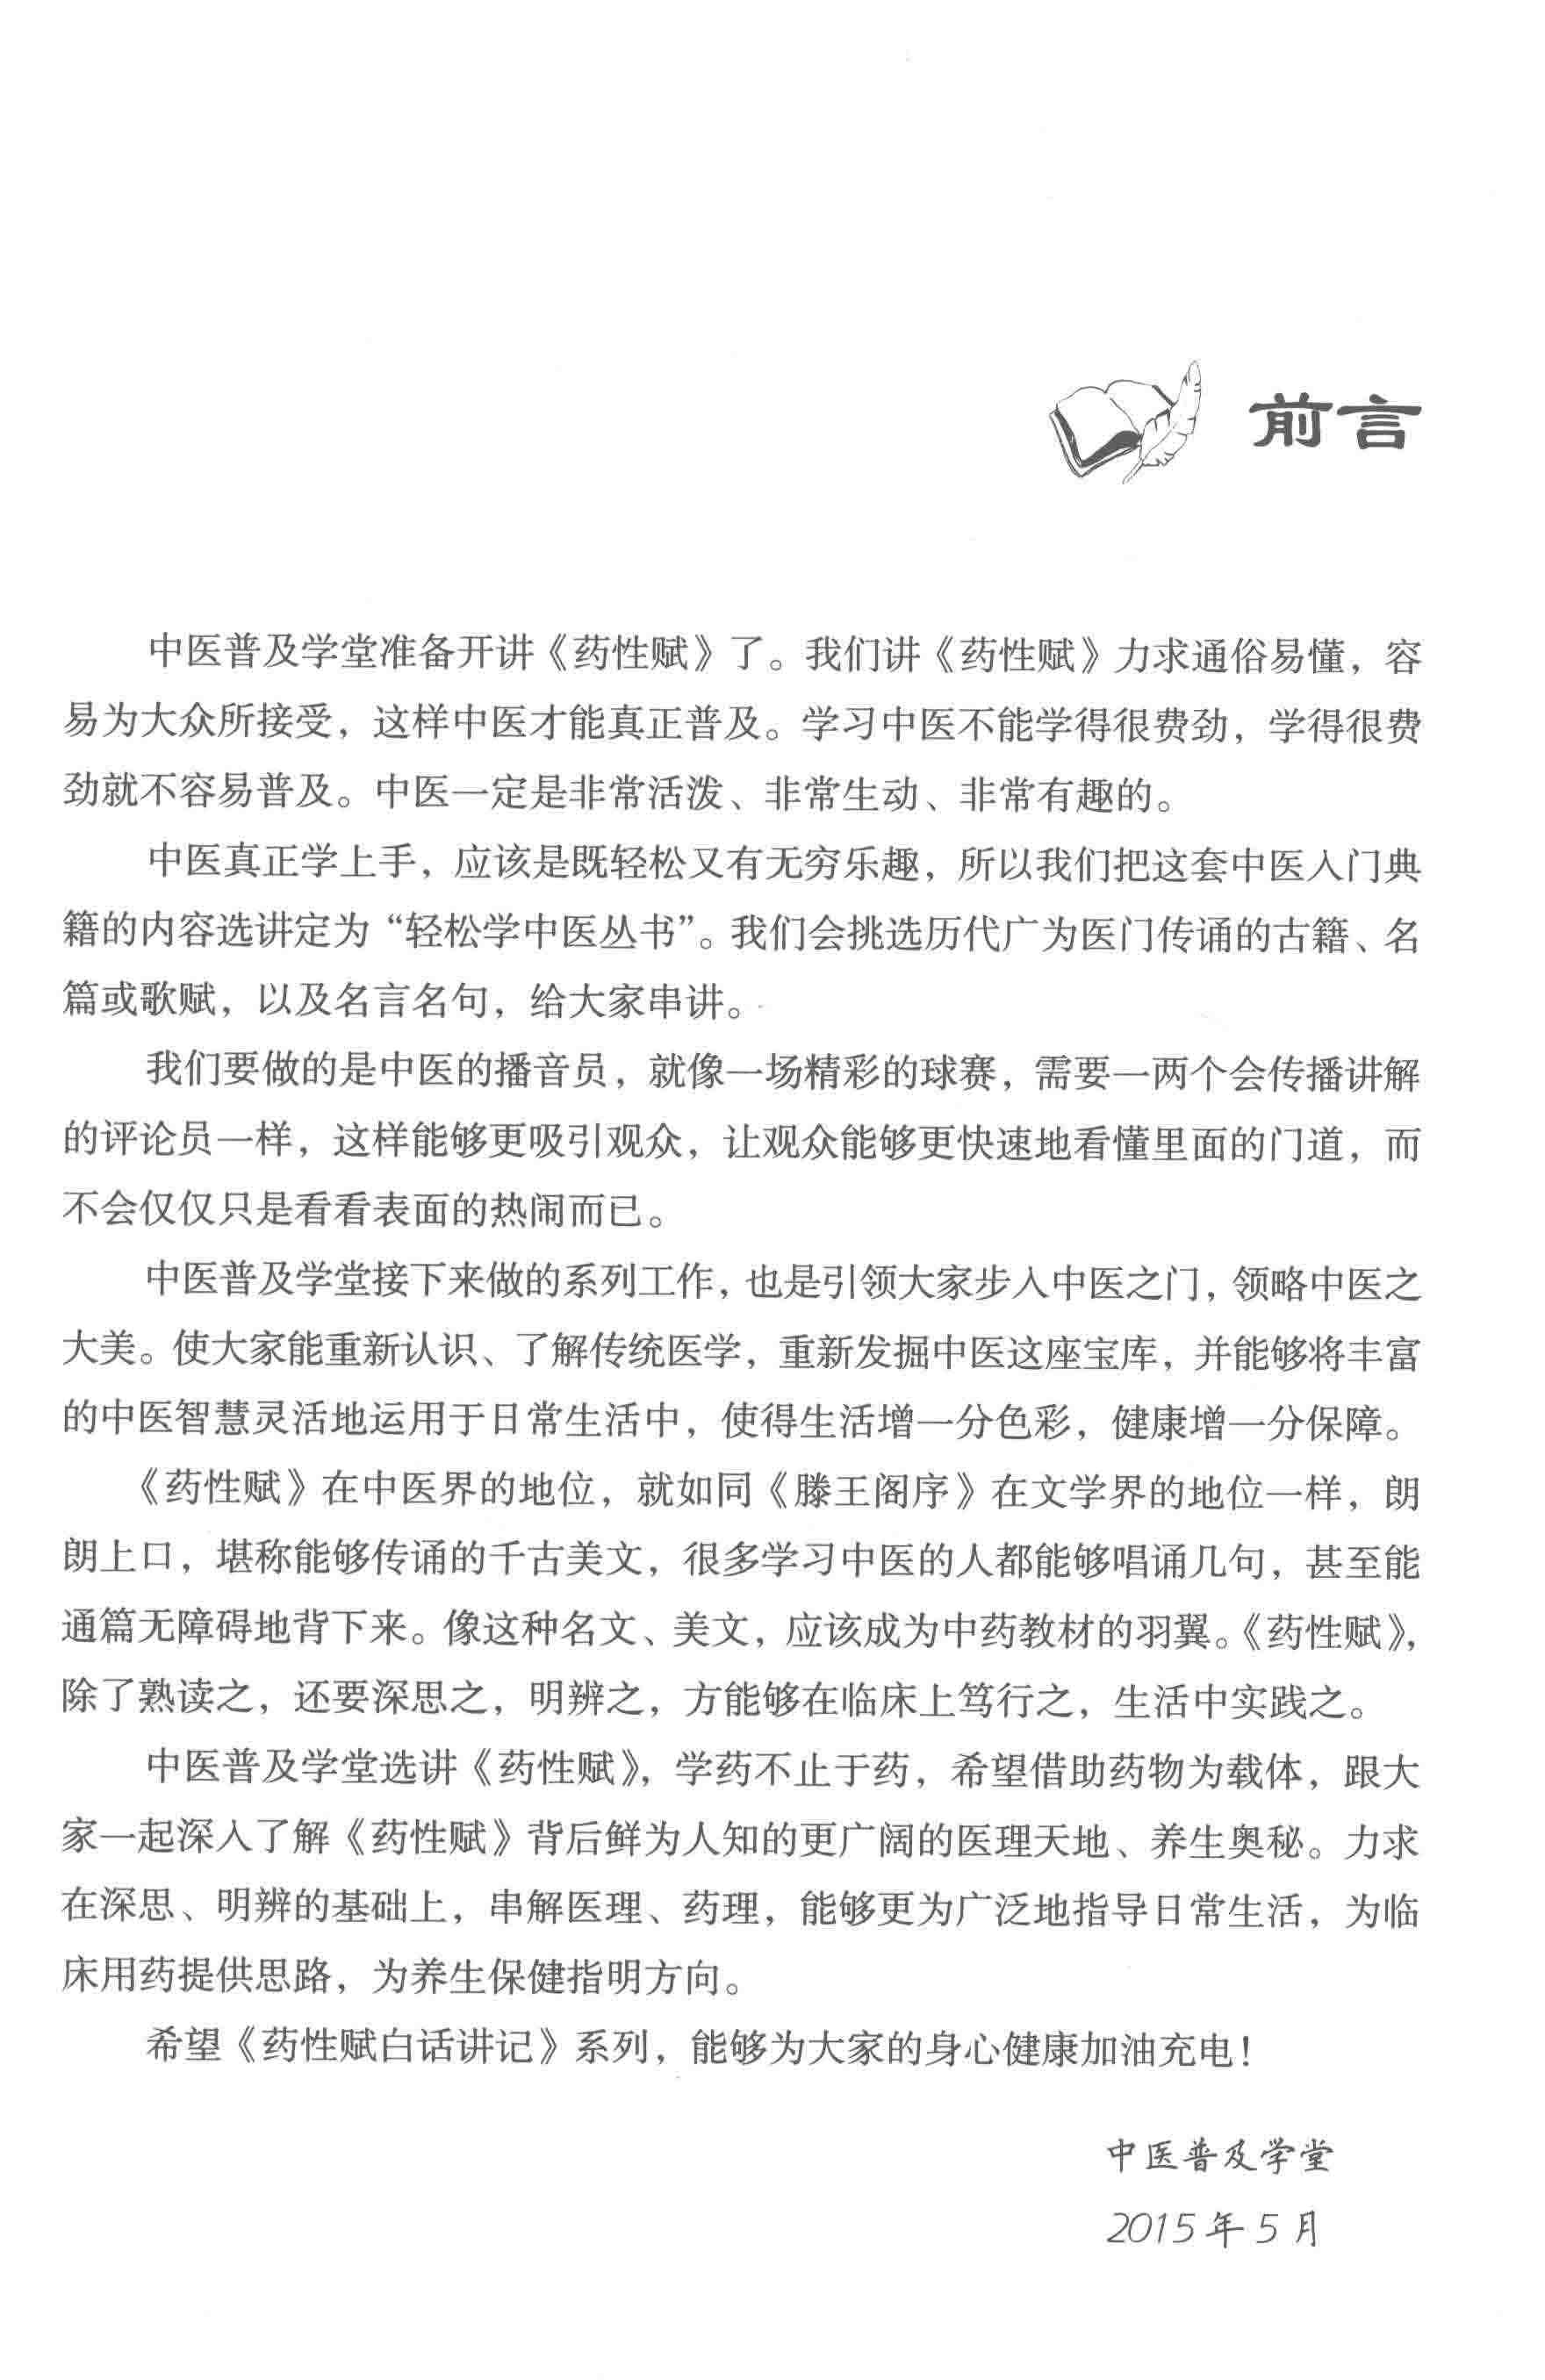 前言
中医普及学堂准备开讲《药性赋》了。我们讲《药性赋》力求通俗易懂，容
易为大众所接受，这样中医才能真正普及。学习中医不能学得很费劲，学得很费
劲就不容易普及。中医一定是非常活泼、非常生动、非常有趣的。
中医真正学上手，应该是既轻松又有无穷乐趣，所以我们把这套中医入门典
籍的内容选讲定为“轻松学中医丛书”。我们会挑选历代广为医门传诵的古籍、名
篇或歌赋，以及名言名句，给大家串讲。
我们要做的是中医的播音员，就像一场精彩的球赛，需要一两个会传播讲解
的评论员一样，这样能够更吸引观众，让观众能够更快速地看懂里面的门道，而
不会仅仅只是看看表面的热闹而已。
中医普及学堂接下来做的系列工作，也是引领大家步入中医之门，领略中医之
大美。使大家能重新认识、了解传统医学，重新发掘中医这座宝库，并能够将丰富
的中医智慧灵活地运用于日常生活中，使得生活增一分色彩，健康增一分保障。
《药性赋》在中医界的地位，就如同《滕王阁序》在文学界的地位一样，朗
朗上口，堪称能够传诵的千古美文，很多学习中医的人都能够唱诵几句，甚至能
通篇无障碍地背下来。像这种名文、美文，应该成为中药教材的羽翼。《药性赋》，
除了熟读之，还要深思之，明辨之，方能够在临床上笃行之，生活中实践之。
中医普及学堂选讲《药性赋》，学药不止于药，希望借助药物为载体，跟大
家一起深入了解《药性赋》背后鲜为人知的更广阔的医理天地、养生奥秘。力求
在深思、明辨的基础上，串解医理、药理，能够更为广泛地指导日常生活，为临
床用药提供思路，为养生保健指明方向。
希望《药性赋白话讲记》系列，能够为大家的身心健康加油充电！
中医普及学堂
2015年5月